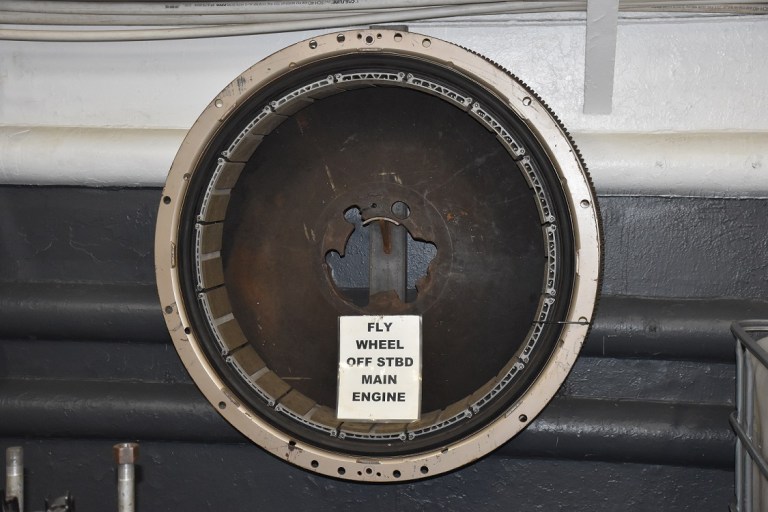 FLY
WHEEL
OFF STBD
MAIN
ENGINE